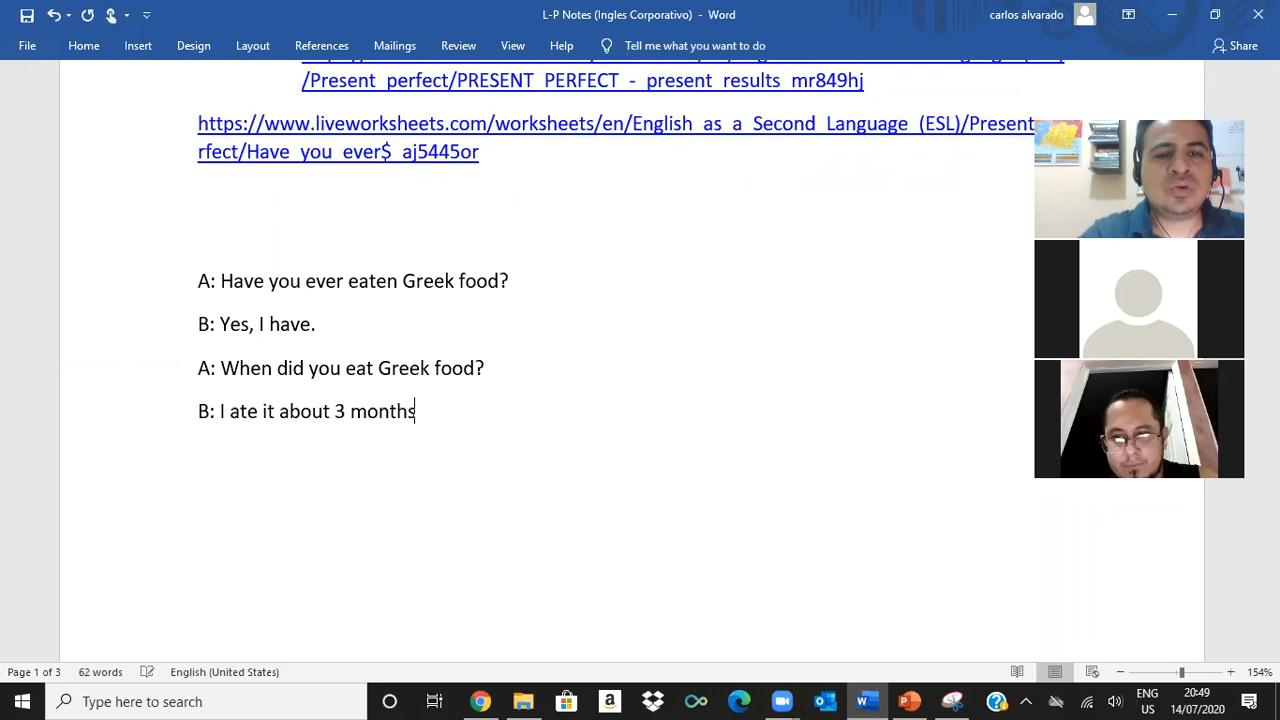 L-P Notes (Ingles Corporativo) - Word
carlos alvarado
File Home Insert Design Layout References Mailings Review View Help Tell me what you want to do Share
/Present_perfect/PRESENT_PERFECT_-_present_results_mr849hj
https://www.liveworksheets.com/worksheets/en/English_as_a_Second_Language_(ESL)/Present
rfect/Have_you_ever$_aj5445or
A: Have you ever eaten Greek food?
B: Yes, I have.
A: When did you eat Greek food?
B: I ate it about 3 months
Page 1 of 3 62 words English (United States) 154%
Type here to search
ENG 20:49
US 14/07/2020